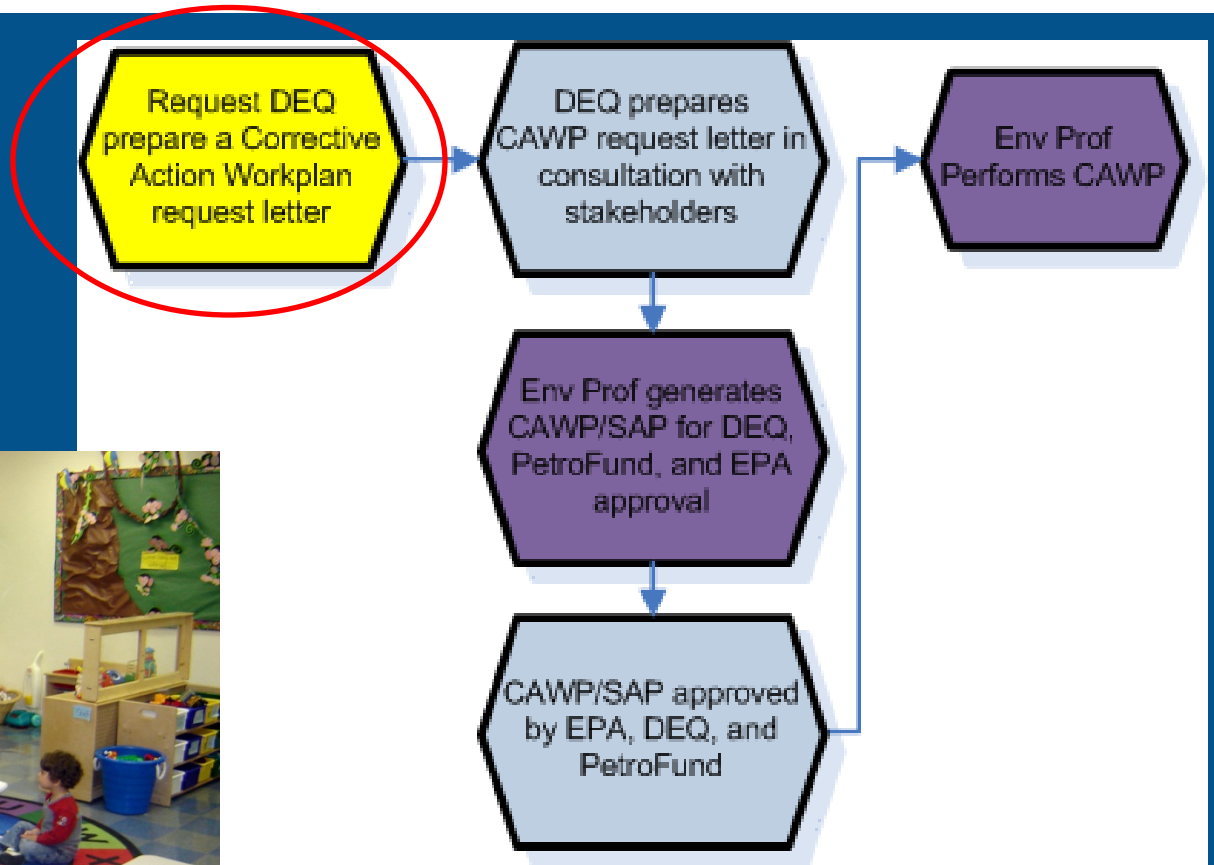 Request DEQ
prepare a Corrective
Action Workplan
request letter
DEQ prepares
CAWP request letter in
consultation with
stakeholders
Env Prof
Performs CAWP
Env Prof generates
CAWP/SAP for DEQ,
PetroFund, and EPA
approval
CAWP/SAP approved
by EPA, DEQ, and
PetroFund
W
X